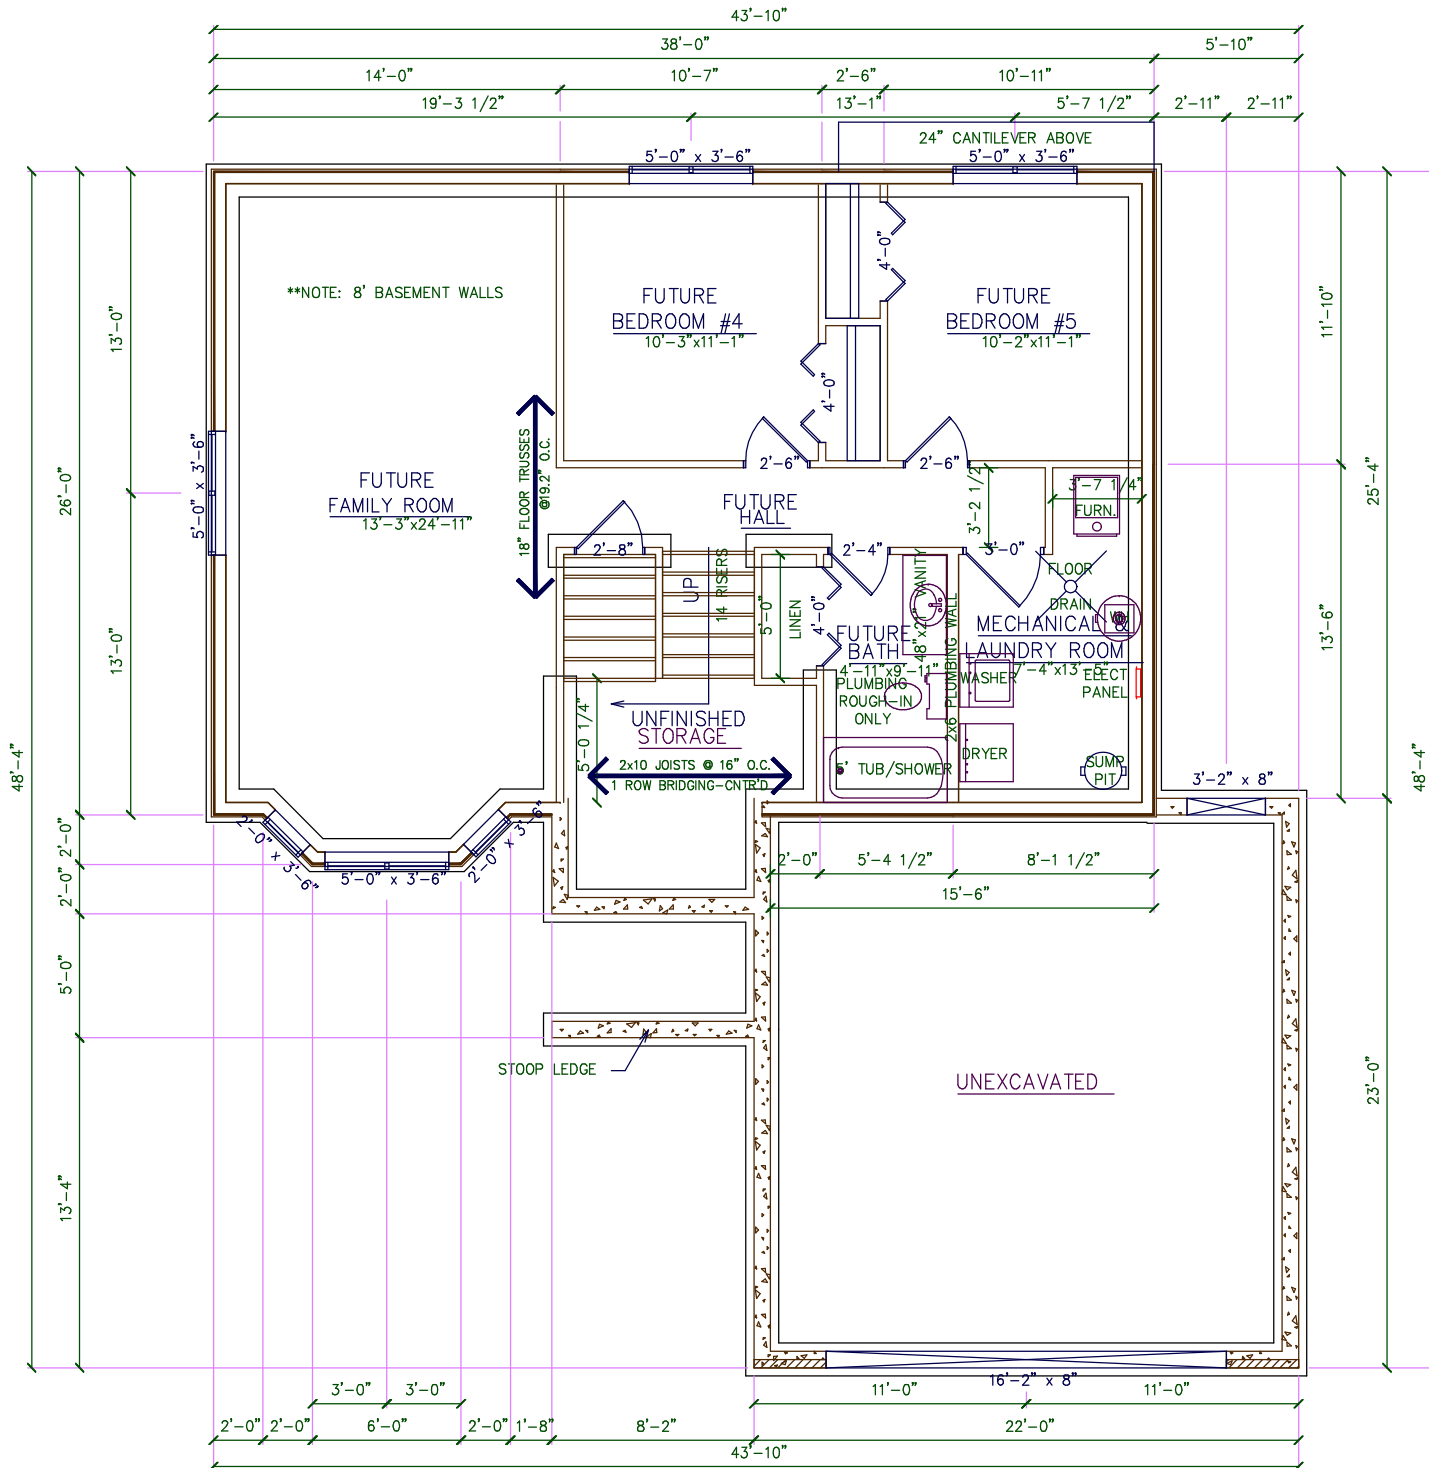 43'-10"
38'-0"
5'-10"
14'-0"
10'-7"
2'-6"
10'-11"
19'-3 1/2"
13'-1"
5'-7 1/2"
2'-11"
2'-11"
24" CANTILEVER ABOVE
5'-0" x 3'-6"
5'-0" x 3'-6"
4'-0"
**NOTE: 8' BASEMENT WALLS
FUTURE
BEDROOM #4
10'-3"x11'-1"
FUTURE
BEDROOM #5
10'-2"x11'-1"
13'-0"
11'-10"
4'-0"
18" FLOOR TRUSSES
@19.2" O.C.
2'-6"
2'-6"
5'-0" x 3'-6"
26'-0"
25'-4"
FUTURE
FAMILY ROOM
13'-3"x24'-11"
FUTURE
HALL
3'-2 1/2"
3'-7 1/4"
FURN.
2'-8"
2'-4"
3'-0"
UP
14 RISERS
5'-0"
LINEN
4'-0"
48"x21" VANITY
2x6 PLUMBING WALL
FLOOR
DRAIN
W
FUTURE
BATH
4'-11"x9'-11"
MECHANICAL &
LAUNDRY ROOM
7'-4"x13'-5"
13'-0"
13'-6"
PLUMBING
ROUGH-IN
ONLY
WASHER
ELECT
PANEL
5'-0 1/4"
UNFINISHED
STORAGE
2x10 JOISTS @ 16" O.C.
1 ROW BRIDGING-CNTR'D
5' TUB/SHOWER
DRYER
SUMP
PIT
3'-2" x 8"
48'-4"
48'-4"
2'-0"
2'-0" x 3'-6"
5'-0" x 3'-6"
2'-0" x 3'-6"
2'-0"
5'-4 1/2"
8'-1 1/2"
2'-0"
15'-6"
5'-0"
STOOP LEDGE
UNEXCAVATED
23'-0"
13'-4"
16'-2" x 8"
3'-0"
3'-0"
11'-0"
11'-0"
2'-0"
2'-0"
6'-0"
2'-0"
1'-8"
8'-2"
22'-0"
43'-10"